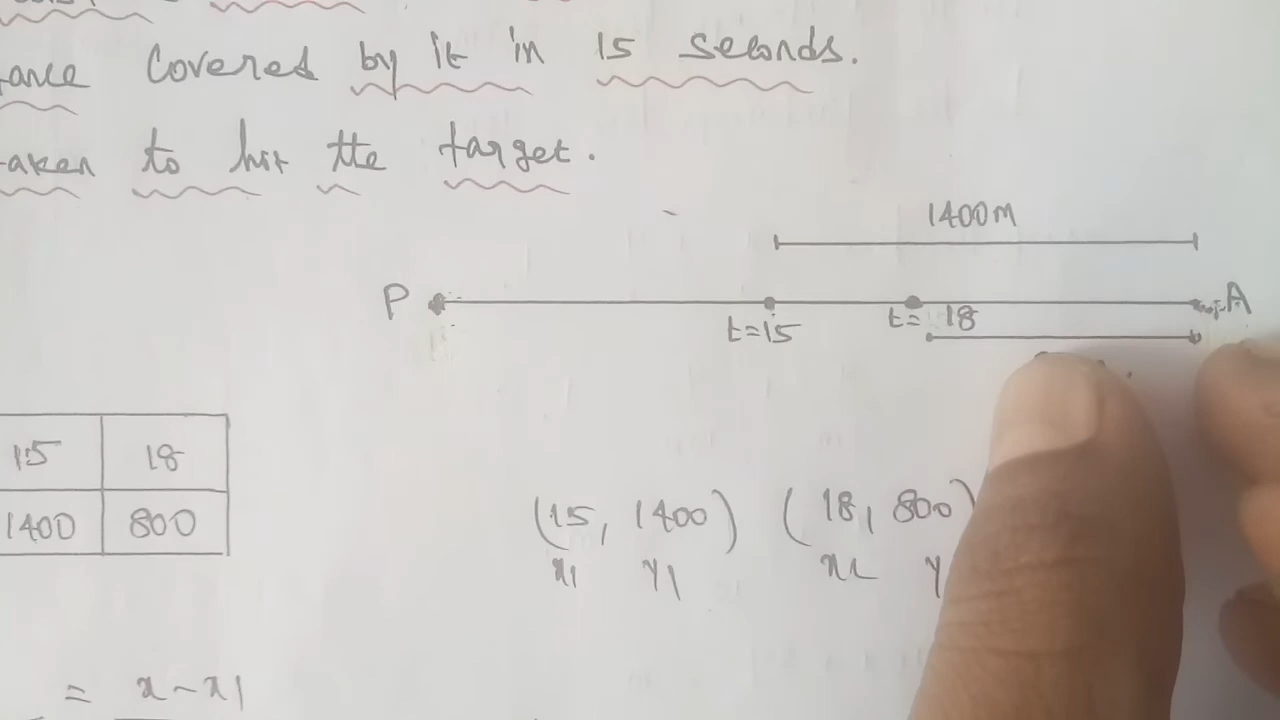 covered by it in 15 seconds.
taken to hit the target.
1400m
P A
t=15 t= 18
15 18
1400 800
(15, 1400) (18, 800)
x1 y1 x2 y
= x-x1